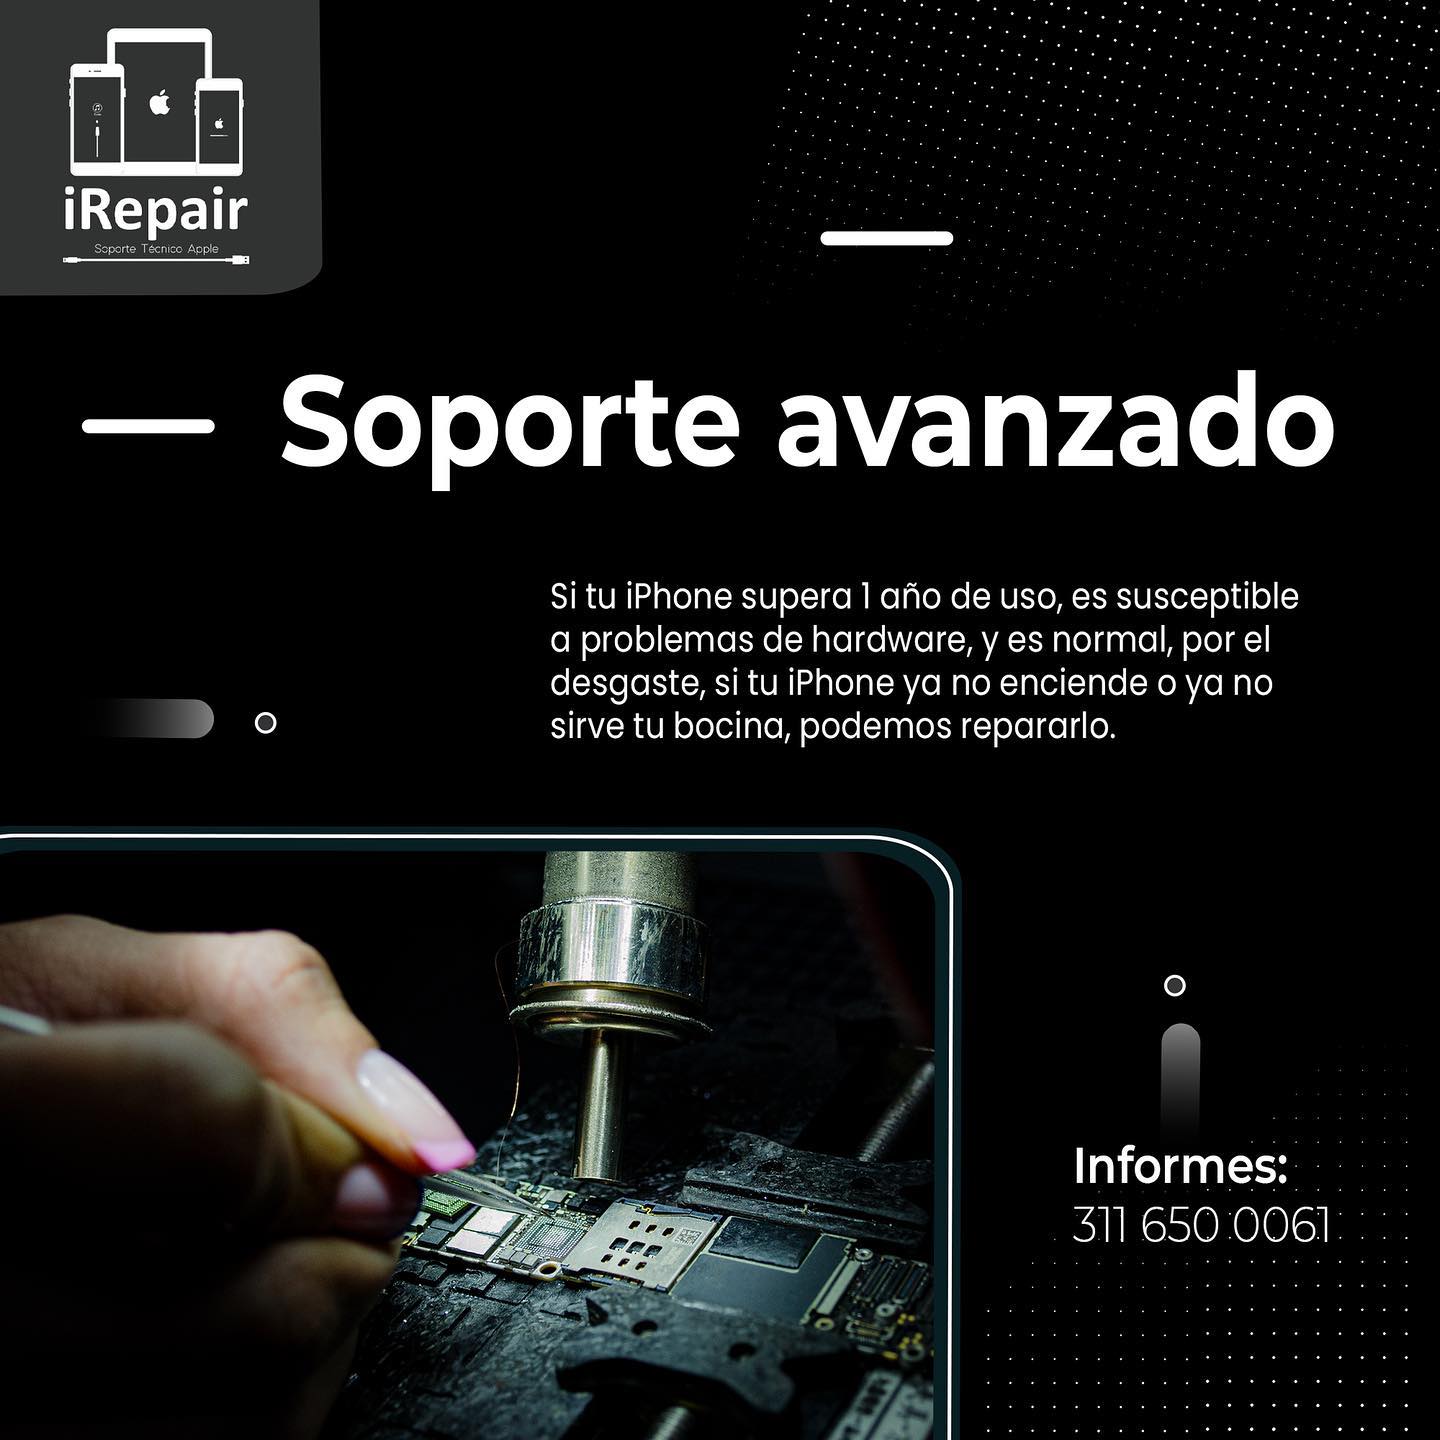 iRepair
Soporte Técnico Apple
Soporte avanzado
Si tu iPhone supera 1 año de uso, es susceptible
a problemas de hardware, y es normal, por el
desgaste, si tu iPhone ya no enciende o ya no
sirve tu bocina, podemos repararlo.
Informes:
311 650 0061